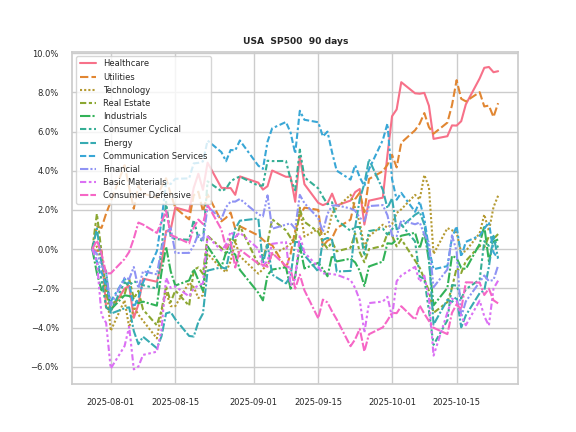 USA SP500 90 days
10.0%
8.0%
6.0%
4.0%
2.0%
0.0%
−2.0%
−4.0%
−6.0%
Healthcare
Utilities
Technology
Real Estate
Industrials
Consumer Cyclical
Energy
Communication Services
Financial
Basic Materials
Consumer Defensive
2025-08-01 2025-08-15 2025-09-01 2025-09-15 2025-10-01 2025-10-15